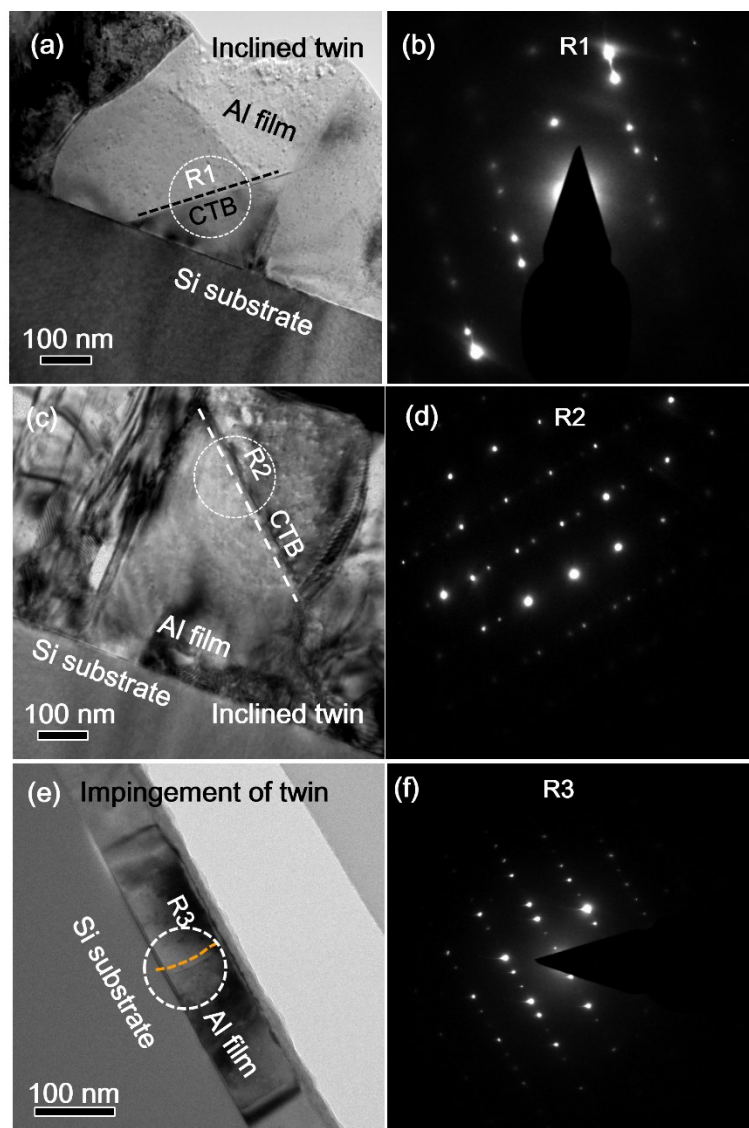 (a)
Inclined twin
Al film
R1
CTB
Si substrate
100 nm
(b)
R1
(c)
R2
CTB
Al film
Si substrate
100 nm
Inclined twin
(d)
R2
(e)
Impingement of twin
R3
Si substrate
Al film
100 nm
(f)
R3